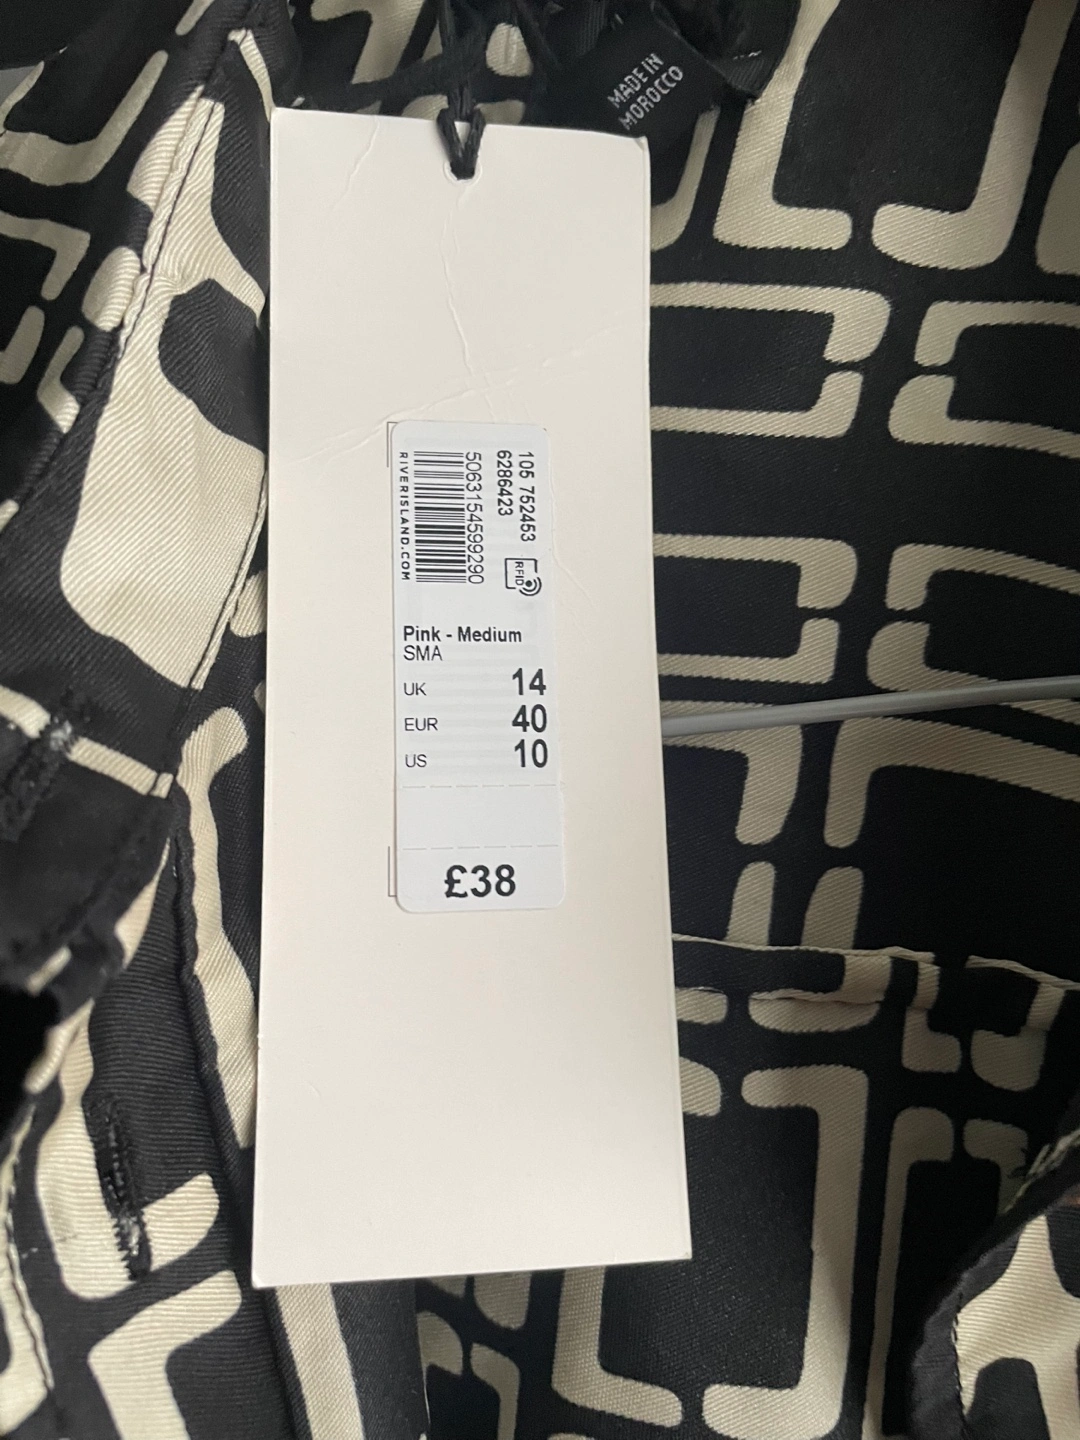 MADE IN
MOROCCO
105 752453
6286423
RFID
5063154599290
RIVERISLAND.COM
Pink - Medium
SMA
UK 14
EUR 40
US 10
£38